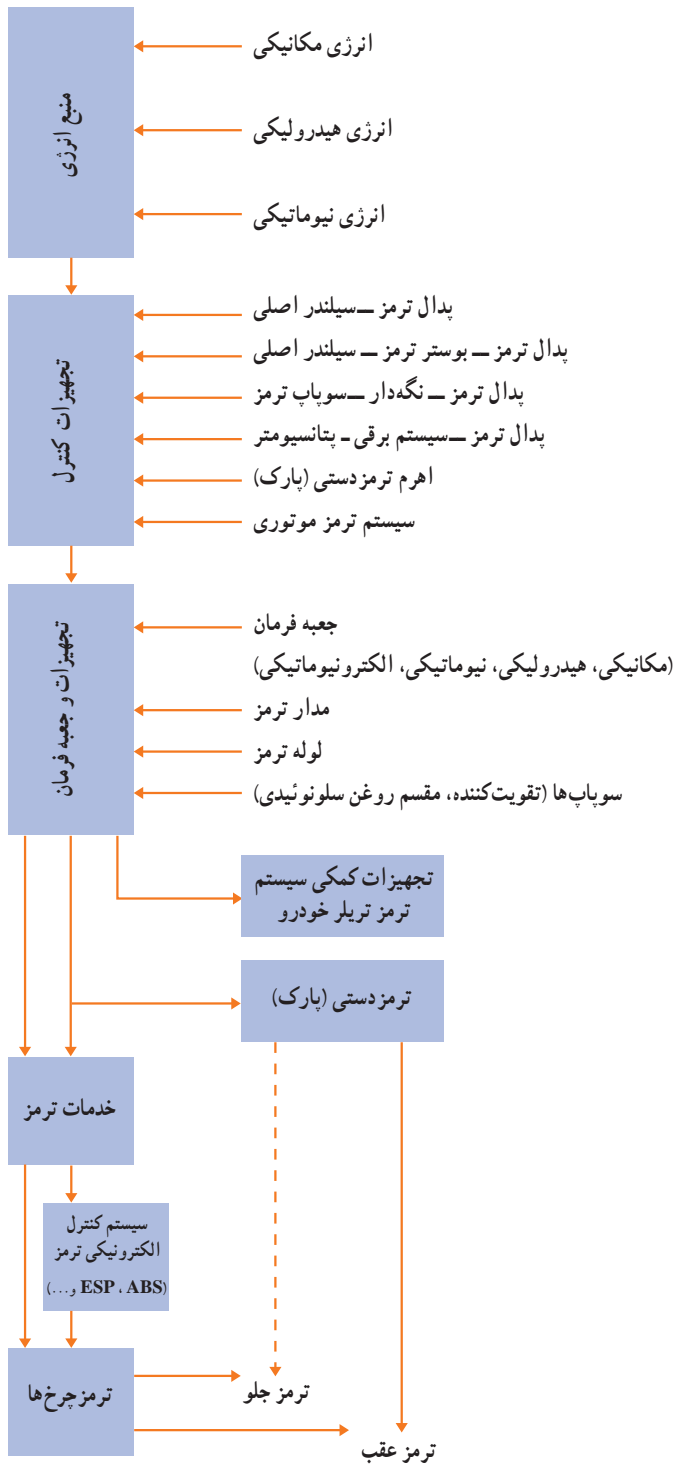 منبع انرژی
انرژی مکانیکی
انرژی هیدرولیکی
انرژی نیوماتیکی
تجهیزات کنترل
پدال ترمز ــ سیلندر اصلی
پدال ترمز ــ بوستر ترمز ــ سیلندر اصلی
پدال ترمز ــ نگه‌دار ــ سوپاپ ترمز
پدال ترمز ــ سیستم برقی ـ پتانسیومتر
اهرم ترمزدستی (پارک)
سیستم ترمز موتوری
تجهیزات و جعبه فرمان
جعبه فرمان
(مکانیکی، هیدرولیکی، نیوماتیکی، الکترونیوماتیکی)
مدار ترمز
لوله ترمز
سوپاپ‌ها (تقویت‌کننده، مقسم روغن سلونوئیدی)
تجهیزات کمکی سیستم
ترمز تریلر خودرو
ترمزدستی (پارک)
خدمات ترمز
سیستم کنترل
الکترونیکی ترمز
(ESP ، ABS و...)
ترمزچرخ‌ها
ترمز جلو
ترمز عقب